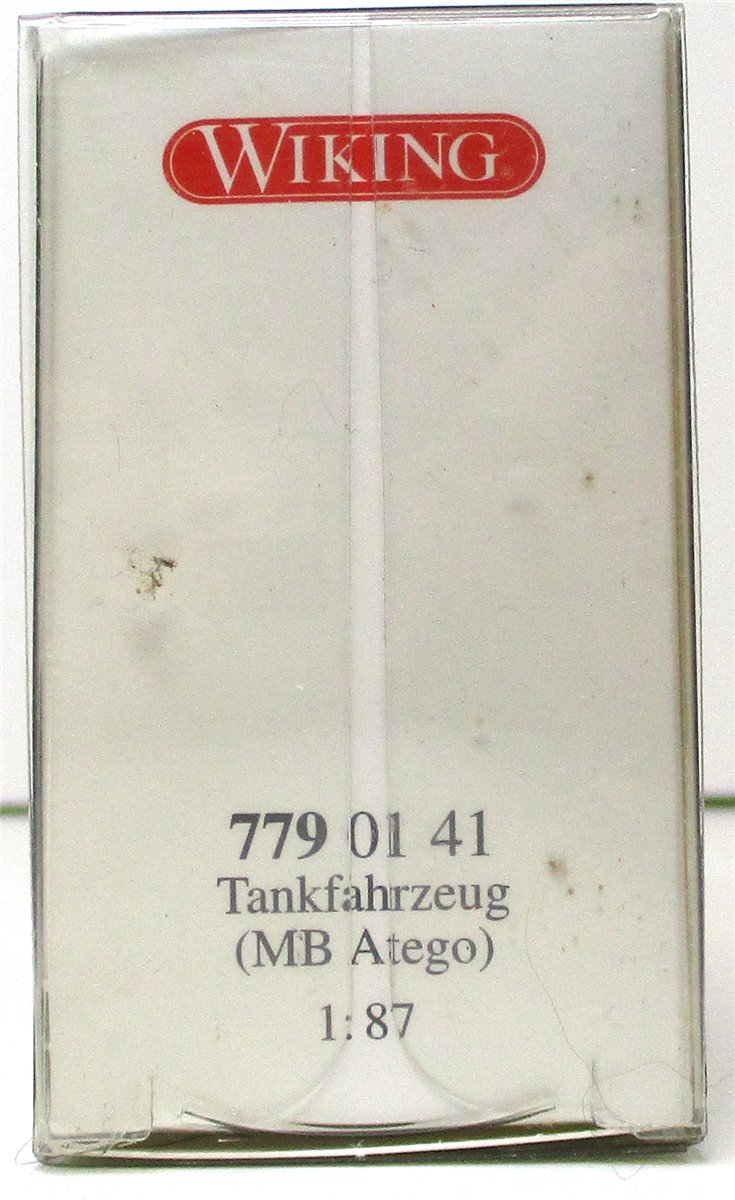 WIKING
779 01 41
Tankfahrzeug
(MB Atego)
1:87